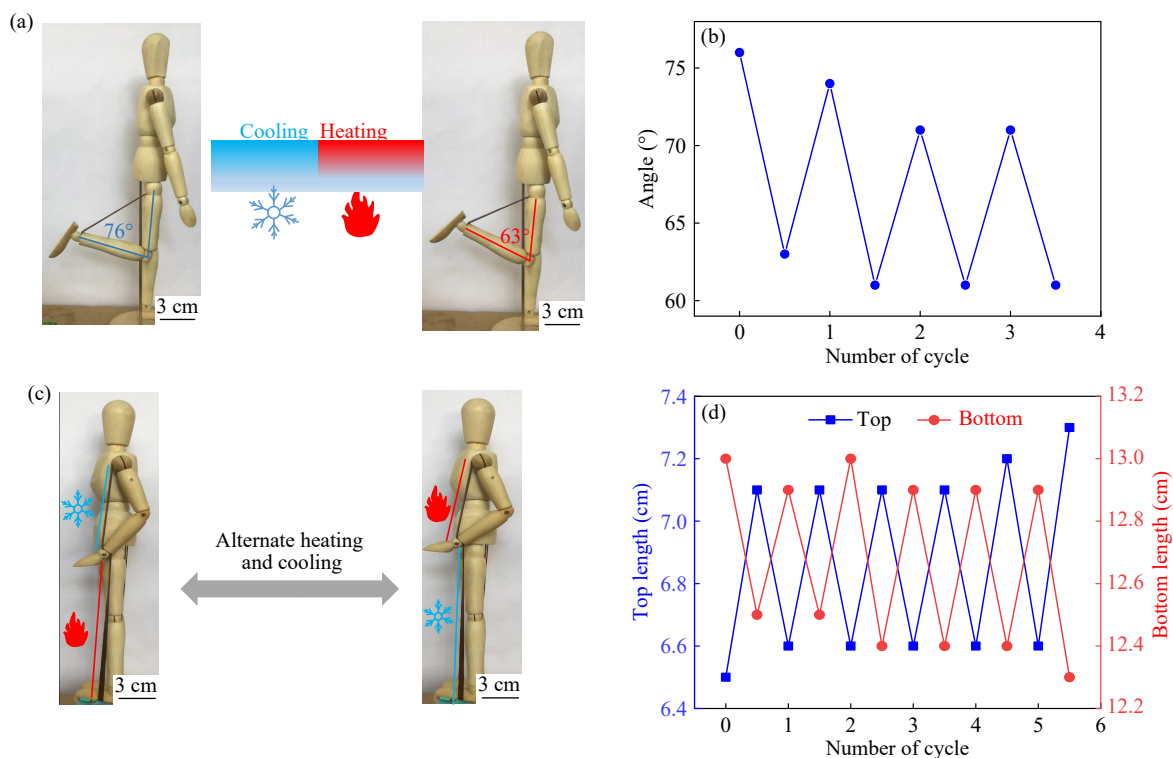 (a)
Cooling Heating
76°
63°
3 cm
3 cm
(b)
Angle (°)
75
70
65
60
0 1 2 3 4
Number of cycle
(c)
Alternate heating
and cooling
3 cm
3 cm
(d)
Top Bottom
Top length (cm)
7.4
7.2
7.0
6.8
6.6
6.4
Bottom length (cm)
13.2
13.0
12.8
12.6
12.4
12.2
0 1 2 3 4 5 6
Number of cycle